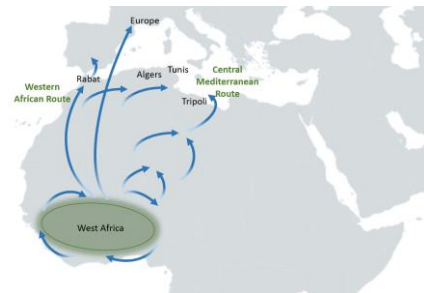 Europe
Tunis
Algers
Rabat
Central
Mediterranean
Route
Western
African Route
Tripoli
West Africa